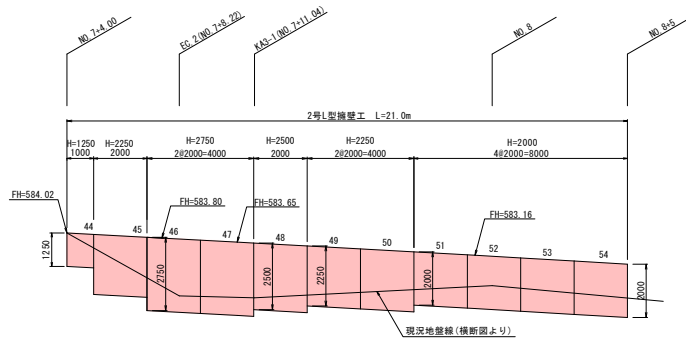 NO.7+4.00
EC.2(NO.7+8.22)
KA3-1(NO.7+11.04)
NO.8
NO.8+5
2号L型擁壁工 L=21.0m
H=1250
1000
H=2250
2000
H=2750
2@2000=4000
H=2500
2000
H=2250
2@2000=4000
H=2000
4@2000=8000
FH=584.02
FH=583.80
FH=583.65
FH=583.16
44
45
46
47
48
49
50
51
52
53
54
1250
2750
2500
2250
2000
2000
現況地盤線(横断図より)